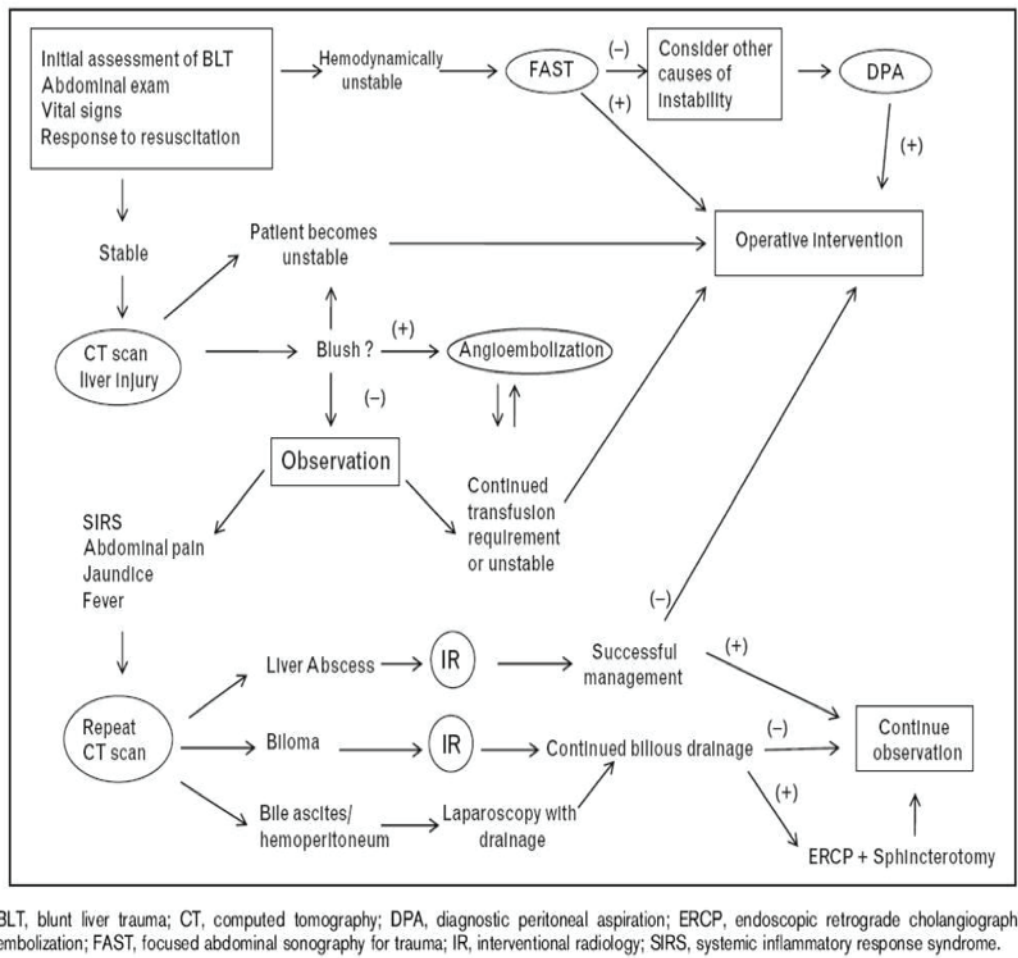 Initial assessment of BLT
Abdominal exam
Vital signs
Response to resuscitation
Hemodynamically
unstable
FAST
(–)
(+)
Consider other
causes of
instability
DPA
(+)
Stable
Patient becomes
unstable
Operative intervention
CT scan
liver injury
Blush ?
(+)
Angioembolization
(–)
Observation
Continued
transfusion
requirement
or unstable
SIRS
Abdominal pain
Jaundice
Fever
(–)
Liver Abscess
IR
Successful
management
(+)
Repeat
CT scan
Biloma
IR
Continued bilious drainage
(–)
Continue
observation
(+)
Bile ascites/
hemoperitoneum
Laparoscopy with
drainage
ERCP + Sphincterotomy
BLT, blunt liver trauma; CT, computed tomography; DPA, diagnostic peritoneal aspiration; ERCP, endoscopic retrograde cholangiograph
embolization; FAST, focused abdominal sonography for trauma; IR, interventional radiology; SIRS, systemic inflammatory response syndrome.